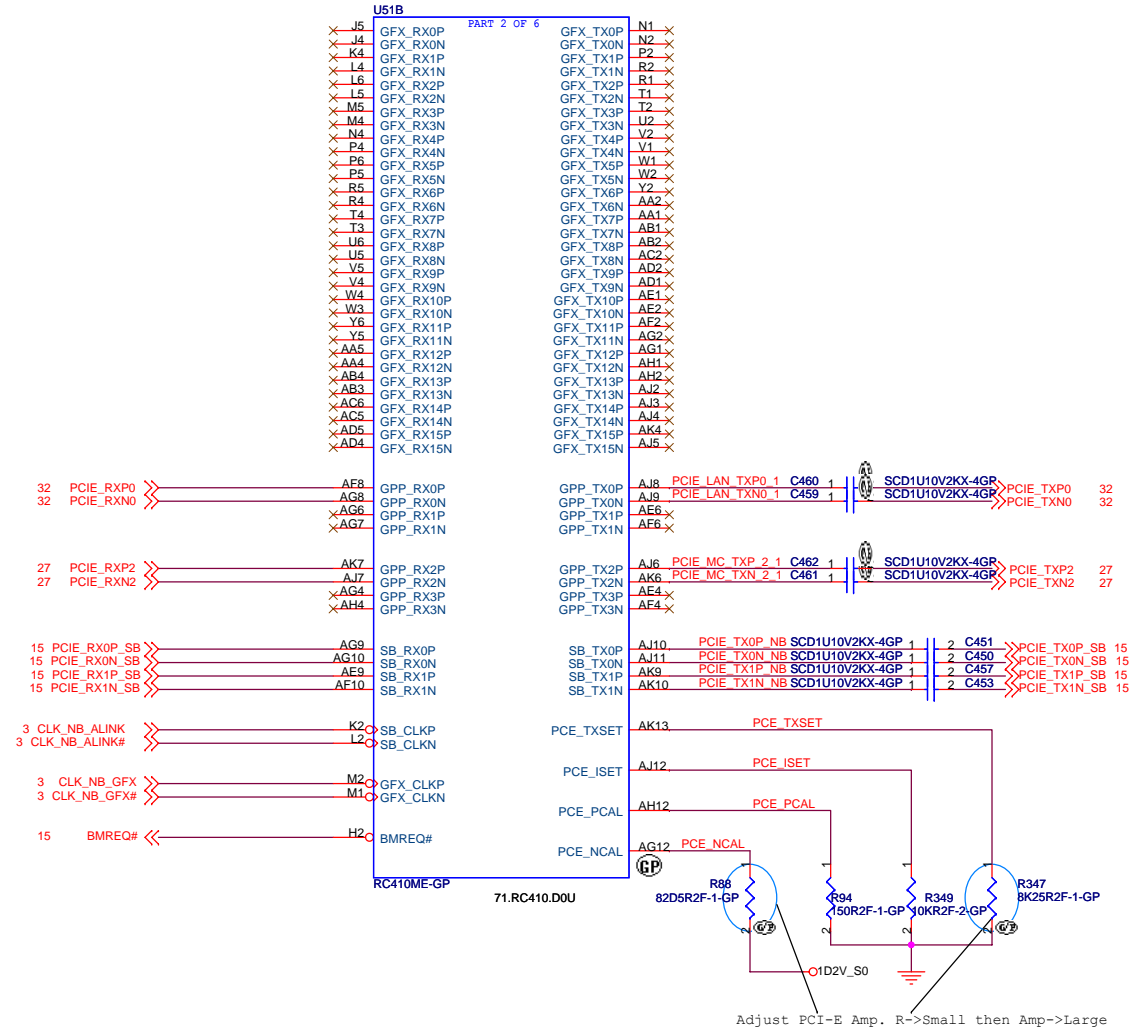 U51B
PART 2 OF 6
J5 GFX_RX0P GFX_TX0P N1
J4 GFX_RX0N GFX_TX0N N2
K4 GFX_RX1P GFX_TX1P P2
L4 GFX_RX1N GFX_TX1N R2
L6 GFX_RX2P GFX_TX2P R1
L5 GFX_RX2N GFX_TX2N T1
M5 GFX_RX3P GFX_TX3P T2
M4 GFX_RX3N GFX_TX3N U2
N4 GFX_RX4P GFX_TX4P V2
P4 GFX_RX4N GFX_TX4N V1
P6 GFX_RX5P GFX_TX5P W1
P5 GFX_RX5N GFX_TX5N W2
R5 GFX_RX6P GFX_TX6P Y2
R4 GFX_RX6N GFX_TX6N AA2
T4 GFX_RX7P GFX_TX7P AA1
T3 GFX_RX7N GFX_TX7N AB1
U6 GFX_RX8P GFX_TX8P AB2
U5 GFX_RX8N GFX_TX8N AC2
V5 GFX_RX9P GFX_TX9P AD2
V4 GFX_RX9N GFX_TX9N AD1
W4 GFX_RX10P GFX_TX10P AE1
W3 GFX_RX10N GFX_TX10N AE2
Y6 GFX_RX11P GFX_TX11P AF2
Y5 GFX_RX11N GFX_TX11N AG2
AA5 GFX_RX12P GFX_TX12P AG1
AA4 GFX_RX12N GFX_TX12N AH1
AB4 GFX_RX13P GFX_TX13P AH2
AB3 GFX_RX13N GFX_TX13N AJ2
AC6 GFX_RX14P GFX_TX14P AJ3
AC5 GFX_RX14N GFX_TX14N AJ4
AD5 GFX_RX15P GFX_TX15P AK4
AD4 GFX_RX15N GFX_TX15N AJ5
32 PCIE_RXP0 AF8 GPP_RX0P GPP_TX0P AJ8 PCIE_LAN_TXP0_1 C460 1 SCD1U10V2KX-4GP PCIE_TXP0 32
32 PCIE_RXN0 AG8 GPP_RX0N GPP_TX0N AJ9 PCIE_LAN_TXN0_1 C459 1 SCD1U10V2KX-4GP PCIE_TXN0 32
AG6 GPP_RX1P GPP_TX1P AE6
AG7 GPP_RX1N GPP_TX1N AF6
27 PCIE_RXP2 AK7 GPP_RX2P GPP_TX2P AJ6 PCIE_MC_TXP_2_1 C462 1 SCD1U10V2KX-4GP PCIE_TXP2 27
27 PCIE_RXN2 AJ7 GPP_RX2N GPP_TX2N AK6 PCIE_MC_TXN_2_1 C461 1 SCD1U10V2KX-4GP PCIE_TXN2 27
AG4 GPP_RX3P GPP_TX3P AE4
AH4 GPP_RX3N GPP_TX3N AF4
15 PCIE_RX0P_SB AG9 SB_RX0P SB_TX0P AJ10 PCIE_TX0P_NB SCD1U10V2KX-4GP 1 2 C451 PCIE_TX0P_SB 15
15 PCIE_RX0N_SB AG10 SB_RX0N SB_TX0N AJ11 PCIE_TX0N_NB SCD1U10V2KX-4GP 1 2 C450 PCIE_TX0N_SB 15
15 PCIE_RX1P_SB AE9 SB_RX1P SB_TX1P AK9 PCIE_TX1P_NB SCD1U10V2KX-4GP 1 2 C457 PCIE_TX1P_SB 15
15 PCIE_RX1N_SB AF10 SB_RX1N SB_TX1N AK10 PCIE_TX1N_NB SCD1U10V2KX-4GP 1 2 C453 PCIE_TX1N_SB 15
3 CLK_NB_ALINK K2 SB_CLKP PCE_TXSET AK13 PCE_TXSET
3 CLK_NB_ALINK# L2 SB_CLKN
PCE_ISET AJ12 PCE_ISET
3 CLK_NB_GFX M2 GFX_CLKP
3 CLK_NB_GFX# M1 GFX_CLKN
PCE_PCAL AH12 PCE_PCAL
15 BMREQ# H2 BMREQ#
PCE_NCAL AG12 PCE_NCAL
GP
RC410ME-GP
71.RC410.D0U
1 1 1 1
R88 R94 R349 R347
82D5R2F-1-GP 150R2F-1-GP 10KR2F-2-GP 8K25R2F-1-GP
2 2 2 2
1D2V_S0
Adjust PCI-E Amp. R->Small then Amp->Large